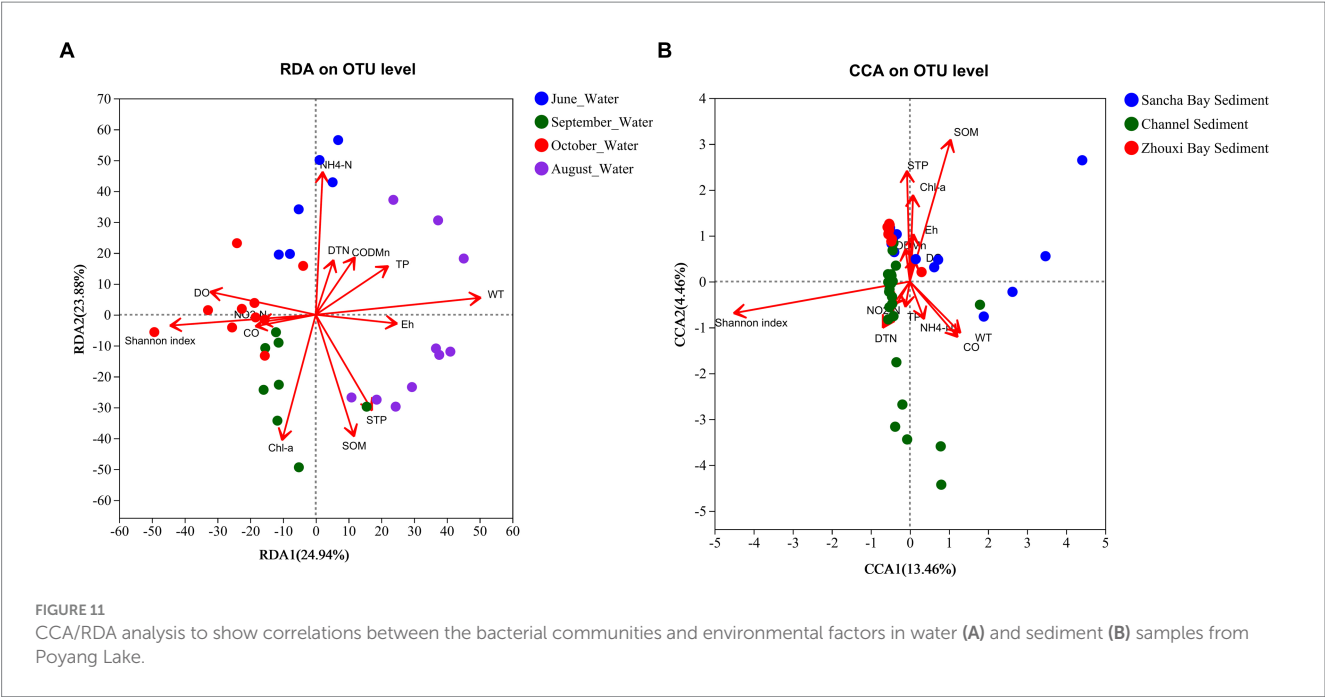 A
RDA on OTU level
June_Water
September_Water
October_Water
August_Water
70
60
50
40
30
20
10
0
-10
-20
-30
-40
-50
-60
RDA2(23.88%)
-60 -50 -40 -30 -20 -10 0 10 20 30 40 50 60
RDA1(24.94%)
NH4-N
DTN
CODMn
TP
WT
DO
Eh
CO
Shannon index
STP
Chl-a
SOM
B
CCA on OTU level
Sancha Bay Sediment
Channel Sediment
Zhouxi Bay Sediment
4
3
2
1
0
-1
-2
-3
-4
-5
CCA2(4.46%)
-5 -4 -3 -2 -1 0 1 2 3 4 5
CCA1(13.46%)
SOM
STP
Chl-a
Eh
Shannon index
TP
NH4-N
DTN
WT
CO
FIGURE 11
CCA/RDA analysis to show correlations between the bacterial communities and environmental factors in water (A) and sediment (B) samples from
Poyang Lake.